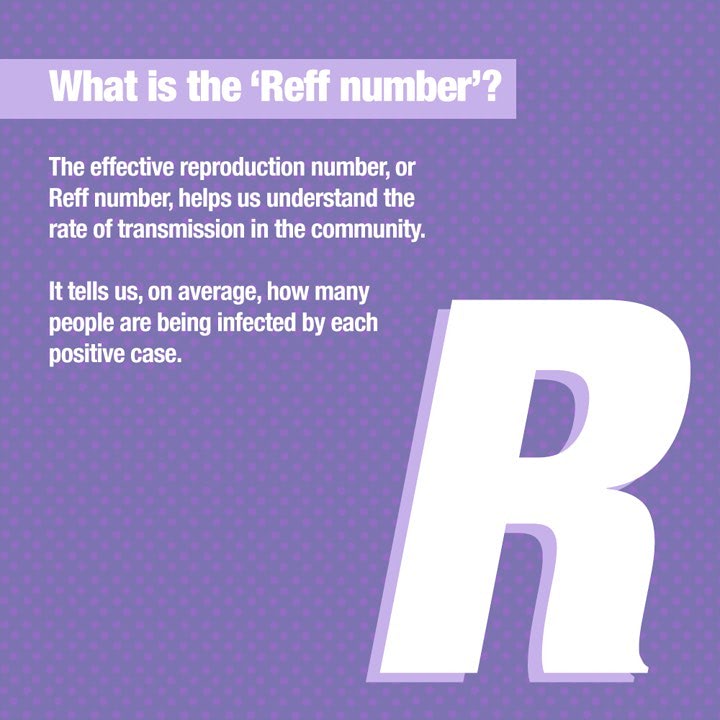 What is the ‘Reff number’?
The effective reproduction number, or
Reff number, helps us understand the
rate of transmission in the community.
It tells us, on average, how many
people are being infected by each
positive case.
R